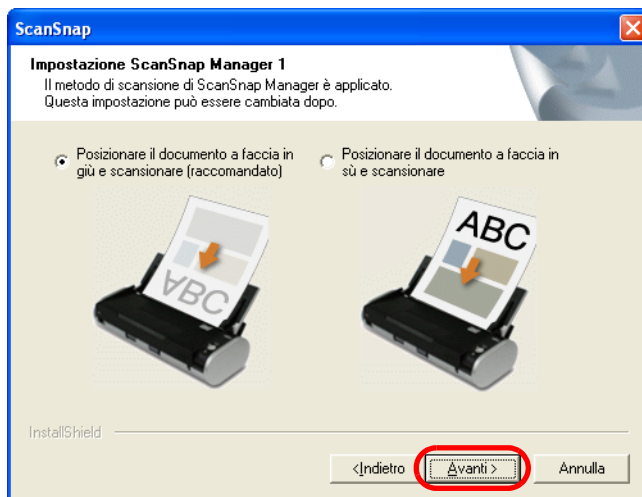 ScanSnap
Impostazione ScanSnap Manager 1
Il metodo di scansione di ScanSnap Manager è applicato.
Questa impostazione può essere cambiata dopo.
Posizionare il documento a faccia in
giù e scansionare (raccomandato)
Posizionare il documento a faccia in
sù e scansionare
ABC
ABC
InstallShield
<Indietro
Avanti >
Annulla